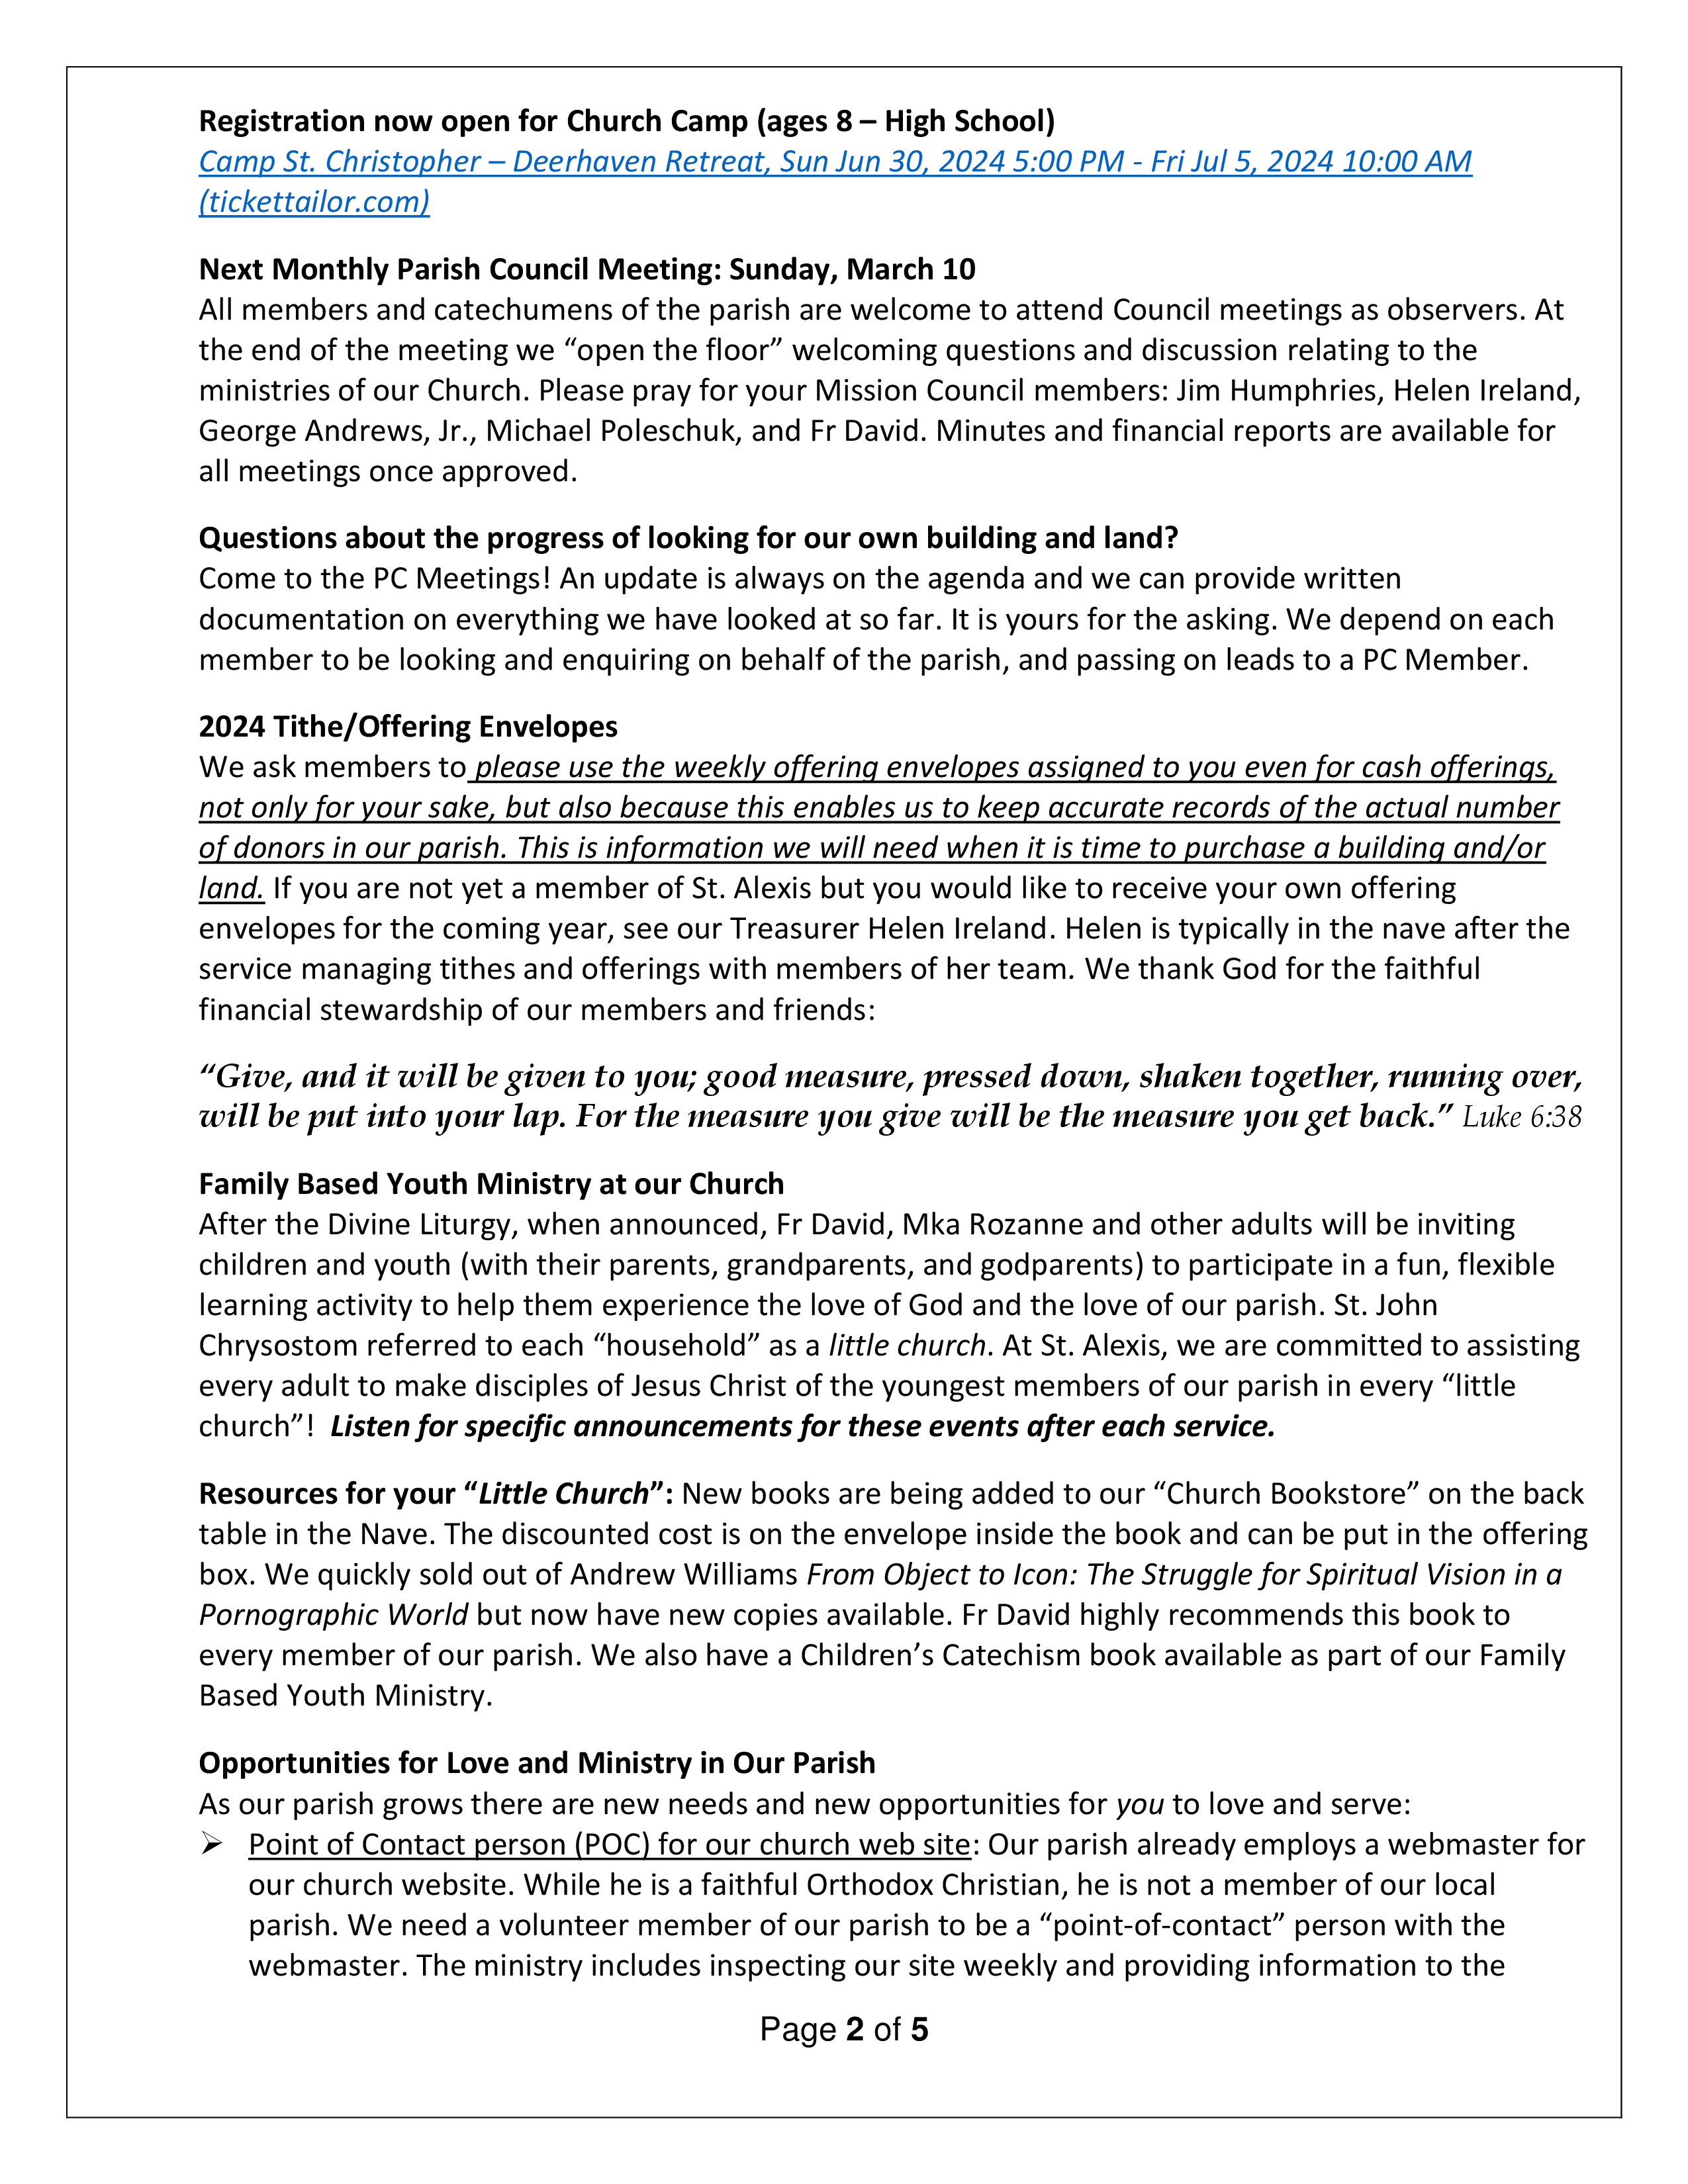 Registration now open for Church Camp (ages 8 – High School)
Camp St. Christopher – Deerhaven Retreat, Sun Jun 30, 2024 5:00 PM - Fri Jul 5, 2024 10:00 AM
(tickettailor.com)
Next Monthly Parish Council Meeting: Sunday, March 10
All members and catechumens of the parish are welcome to attend Council meetings as observers. At
the end of the meeting we “open the floor” welcoming questions and discussion relating to the
ministries of our Church. Please pray for your Mission Council members: Jim Humphries, Helen Ireland,
George Andrews, Jr., Michael Poleschuk, and Fr David. Minutes and financial reports are available for
all meetings once approved.
Questions about the progress of looking for our own building and land?
Come to the PC Meetings! An update is always on the agenda and we can provide written
documentation on everything we have looked at so far. It is yours for the asking. We depend on each
member to be looking and enquiring on behalf of the parish, and passing on leads to a PC Member.
2024 Tithe/Offering Envelopes
We ask members to please use the weekly offering envelopes assigned to you even for cash offerings,
not only for your sake, but also because this enables us to keep accurate records of the actual number
of donors in our parish. This is information we will need when it is time to purchase a building and/or
land. If you are not yet a member of St. Alexis but you would like to receive your own offering
envelopes for the coming year, see our Treasurer Helen Ireland. Helen is typically in the nave after the
service managing tithes and offerings with members of her team. We thank God for the faithful
financial stewardship of our members and friends:
“Give, and it will be given to you; good measure, pressed down, shaken together, running over,
will be put into your lap. For the measure you give will be the measure you get back.” Luke 6:38
Family Based Youth Ministry at our Church
After the Divine Liturgy, when announced, Fr David, Mka Rozanne and other adults will be inviting
children and youth (with their parents, grandparents, and godparents) to participate in a fun, flexible
learning activity to help them experience the love of God and the love of our parish. St. John
Chrysostom referred to each “household” as a little church. At St. Alexis, we are committed to assisting
every adult to make disciples of Jesus Christ of the youngest members of our parish in every “little
church”!  Listen for specific announcements for these events after each service.
Resources for your “Little Church”: New books are being added to our “Church Bookstore” on the back
table in the Nave. The discounted cost is on the envelope inside the book and can be put in the offering
box. We quickly sold out of Andrew Williams From Object to Icon: The Struggle for Spiritual Vision in a
Pornographic World but now have new copies available. Fr David highly recommends this book to
every member of our parish. We also have a Children’s Catechism book available as part of our Family
Based Youth Ministry.
Opportunities for Love and Ministry in Our Parish
As our parish grows there are new needs and new opportunities for you to love and serve:
➢ Point of Contact person (POC) for our church web site: Our parish already employs a webmaster for
our church website. While he is a faithful Orthodox Christian, he is not a member of our local
parish. We need a volunteer member of our parish to be a “point-of-contact” person with the
webmaster. The ministry includes inspecting our site weekly and providing information to the
Page 2 of 5